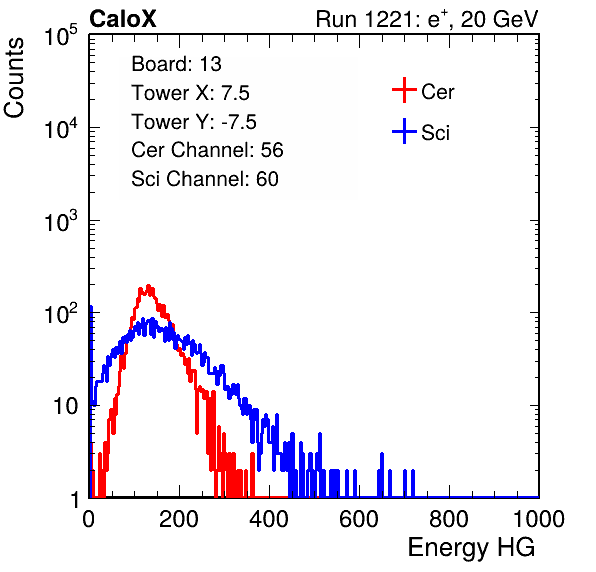 CaloX Run 1221: e⁺, 20 GeV
Counts
10⁵
10⁴
10³
10²
10
1
Board: 13
Tower X: 7.5
Tower Y: -7.5
Cer Channel: 56
Sci Channel: 60
Cer
Sci
0 200 400 600 800 1000
Energy HG